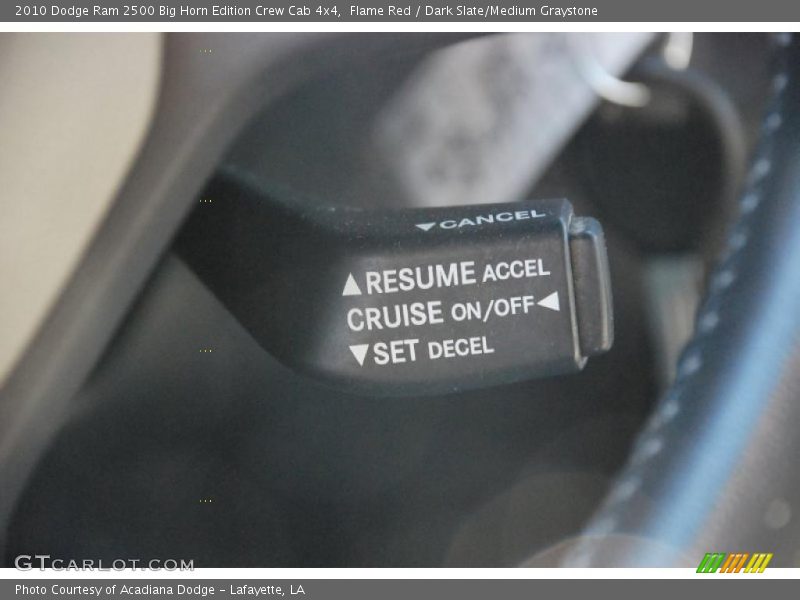 2010 Dodge Ram 2500 Big Horn Edition Crew Cab 4x4,  Flame Red / Dark Slate/Medium Graystone
▼CANCEL
▲RESUME ACCEL
CRUISE ON/OFF◀
▼SET DECEL
GTCARLOT.COM
Photo Courtesy of Acadiana Dodge - Lafayette, LA